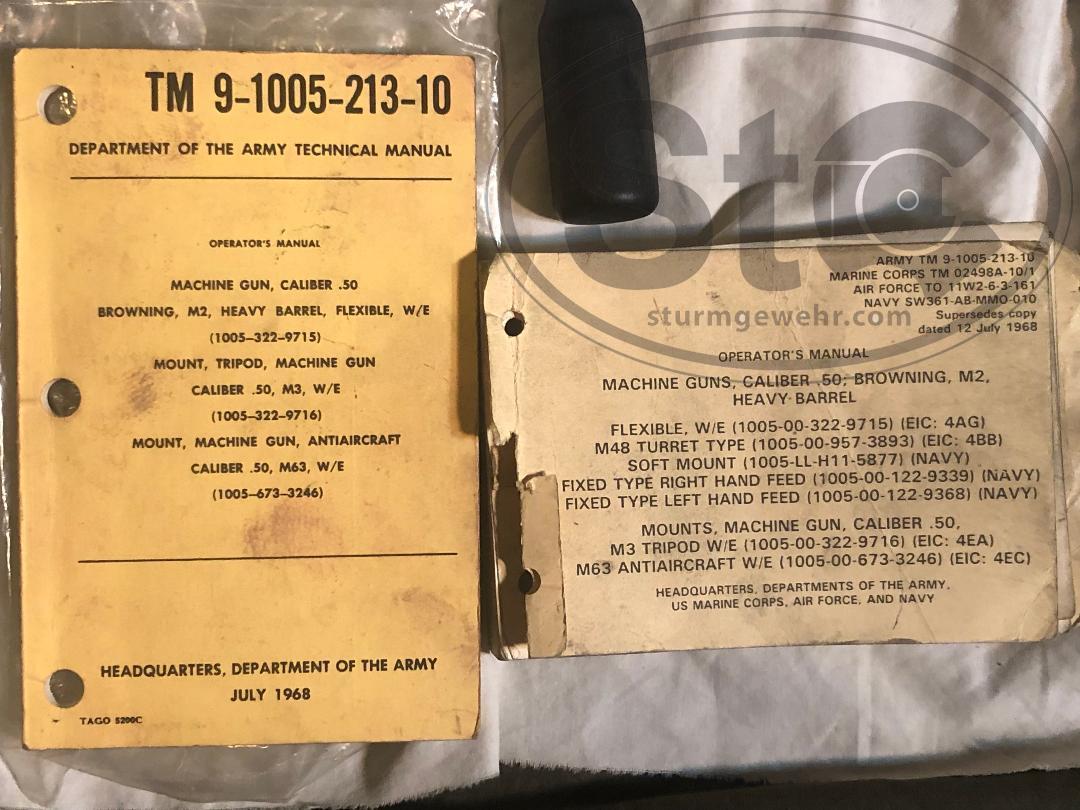 TM 9-1005-213-10
DEPARTMENT OF THE ARMY TECHNICAL MANUAL
OPERATOR'S MANUAL
MACHINE GUN, CALIBER .50
BROWNING, M2, HEAVY BARREL, FLEXIBLE, W/E
(1005-322-9715)
MOUNT, TRIPOD, MACHINE GUN
CALIBER .50, M3, W/E
(1005-322-9716)
MOUNT, MACHINE GUN, ANTIAIRCRAFT
CALIBER .50, M63, W/E
(1005-673-3246)
HEADQUARTERS, DEPARTMENT OF THE ARMY
JULY 1968
TAGO 5200C
StG
sturmgewehr.com
ARMY TM 9-1005-213-10
MARINE CORPS TM 02498A-10/1
AIR FORCE TO 11W2-6-3-161
NAVY SW361-AB-MMO-010
Supersedes copy
dated 12 July 1968
OPERATOR'S MANUAL
MACHINE GUNS, CALIBER .50; BROWNING, M2,
HEAVY BARREL
FLEXIBLE, W/E (1005-00-322-9715) (EIC: 4AG)
M48 TURRET TYPE (1005-00-957-3893) (EIC: 4BB)
SOFT MOUNT (1005-LL-H11-5877) (NAVY)
FIXED TYPE RIGHT HAND FEED (1005-00-122-9339) (NAVY)
FIXED TYPE LEFT HAND FEED (1005-00-122-9368) (NAVY)
MOUNTS, MACHINE GUN, CALIBER .50,
M3 TRIPOD W/E (1005-00-322-9716) (EIC: 4EA)
M63 ANTIAIRCRAFT W/E (1005-00-673-3246) (EIC: 4EC)
HEADQUARTERS, DEPARTMENTS OF THE ARMY,
US MARINE CORPS, AIR FORCE, AND NAVY